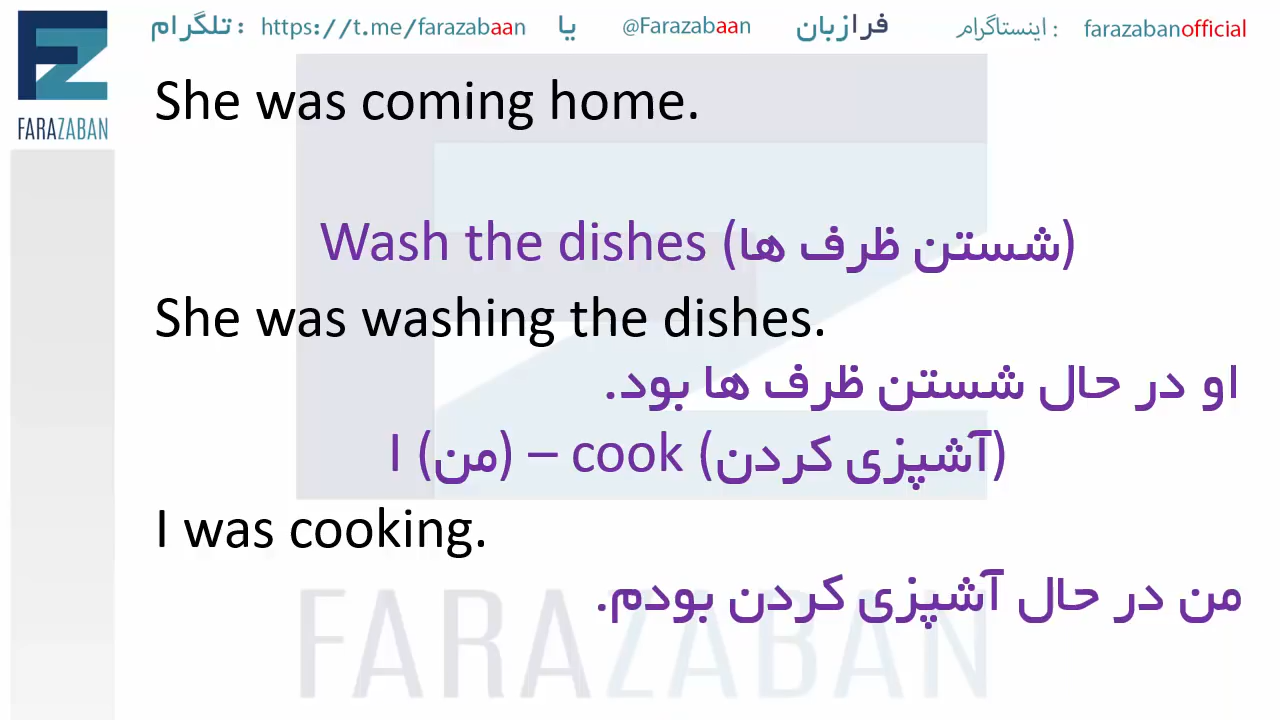 تلگرام : https://t.me/farazabaan یا @Farazabaan فرازبان اینستاگرام : farazabanofficial
FARAZABAN
She was coming home.
Wash the dishes (شستن ظرف ها)
She was washing the dishes.
او در حال شستن ظرف ها بود.
I (من) – cook (آشپزی کردن)
I was cooking.
من در حال آشپزی کردن بودم.
FARAZABAN